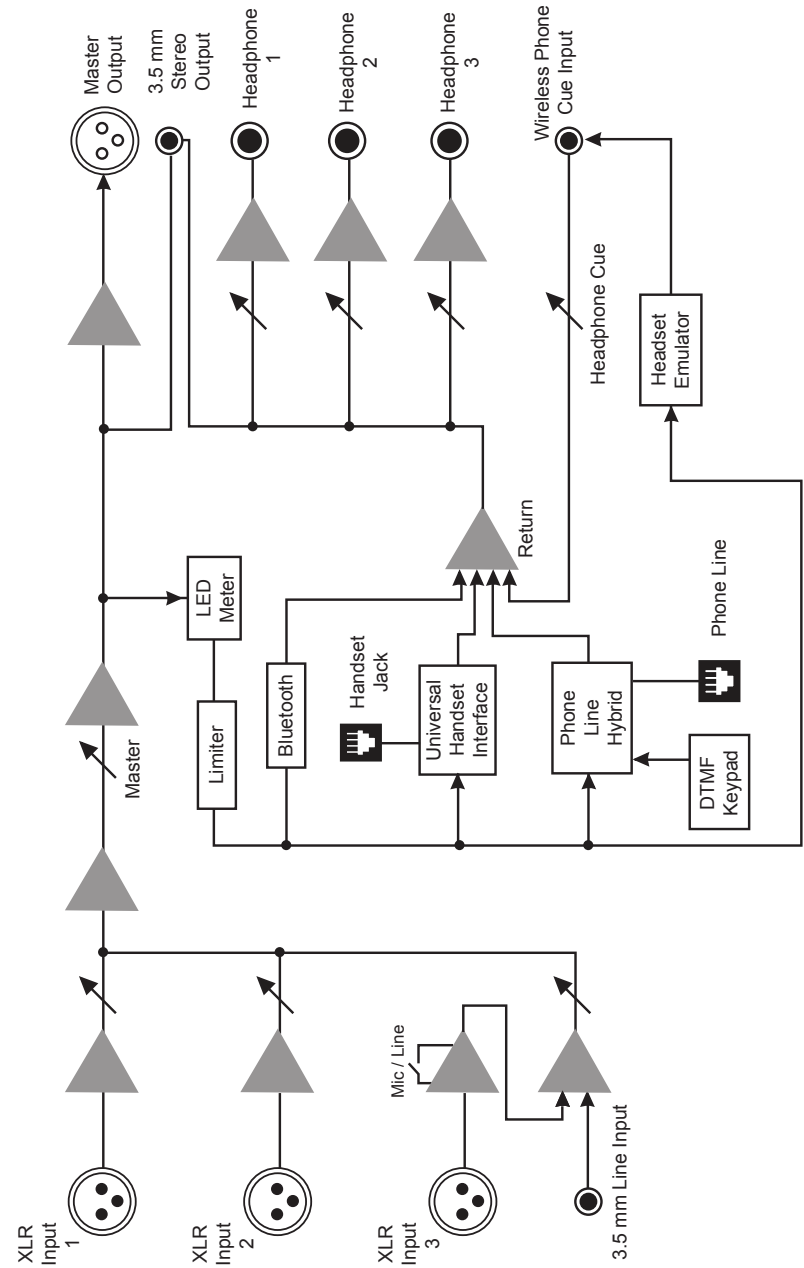 XLR
Input
1
XLR
Input
2
XLR
Input
3
3.5 mm Line Input
Mic / Line
Master
Limiter
LED
Meter
Bluetooth
Handset
Jack
Universal
Handset
Interface
Phone
Line
Hybrid
DTMF
Keypad
Phone Line
Return
Headset
Emulator
Headphone Cue
Master
Output
3.5 mm
Stereo
Output
Headphone
1
Headphone
2
Headphone
3
Wireless Phone
Cue Input